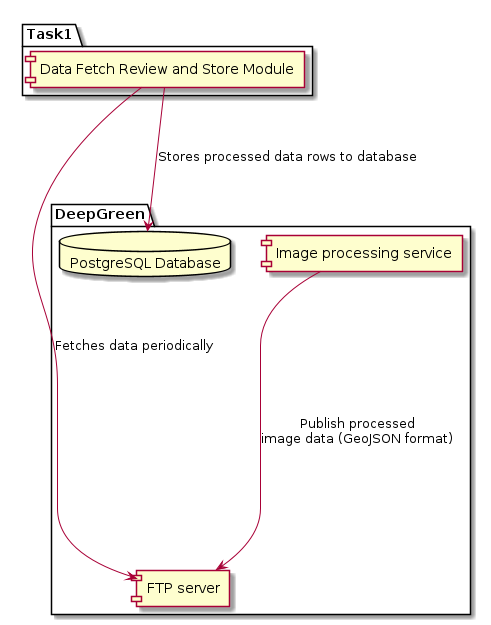 Task1
Data Fetch Review and Store Module
Stores processed data rows to database
DeepGreen
PostgreSQL Database
Image processing service
Fetches data periodically
Publish processed
image data (GeoJSON format)
FTP server